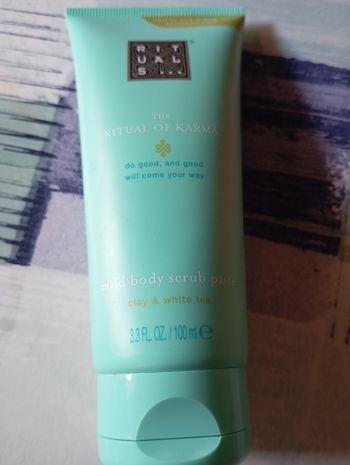 RIT
UAL
S...
THE
RITUAL OF KARMA
do good, and good
will come your way
body scrub paste
clay & white tea
3.3 FL. OZ. / 100 ml ℮